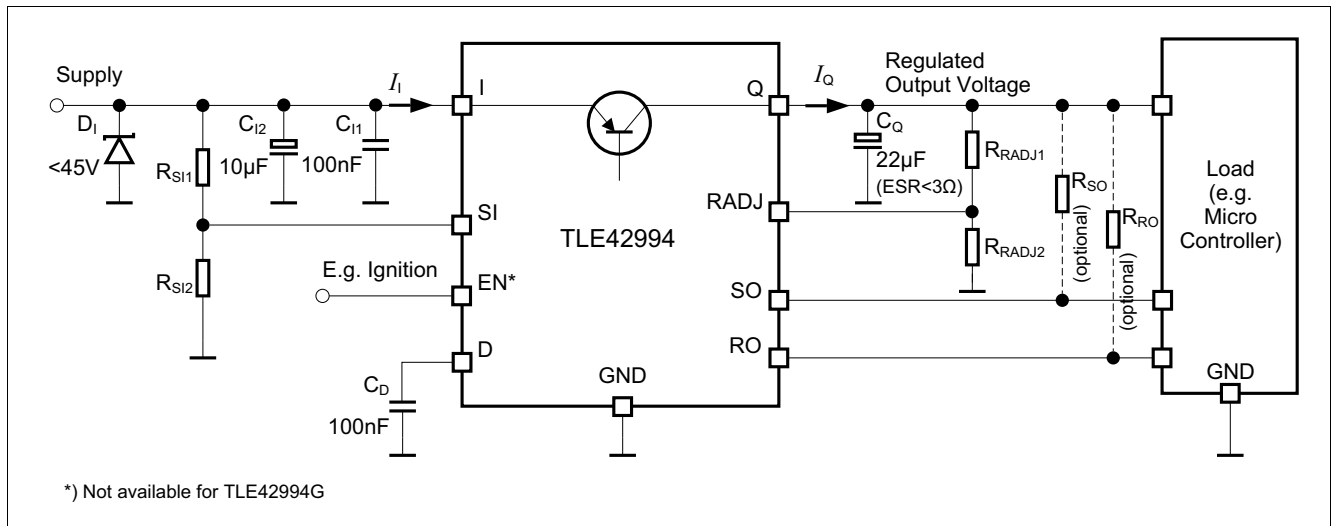 Supply
I_I
I
Q
I_Q
Regulated
Output Voltage
D_I
<45V
R_SI1
C_I2
10µF
C_I1
100nF
C_Q
22µF
(ESR<3Ω)
R_RADJ1
R_SO
(optional)
R_RO
(optional)
Load
(e.g.
Micro
Controller)
SI
TLE42994
RADJ
R_RADJ2
R_SI2
E.g. Ignition
EN*
SO
D
RO
C_D
100nF
GND
GND
*) Not available for TLE42994G